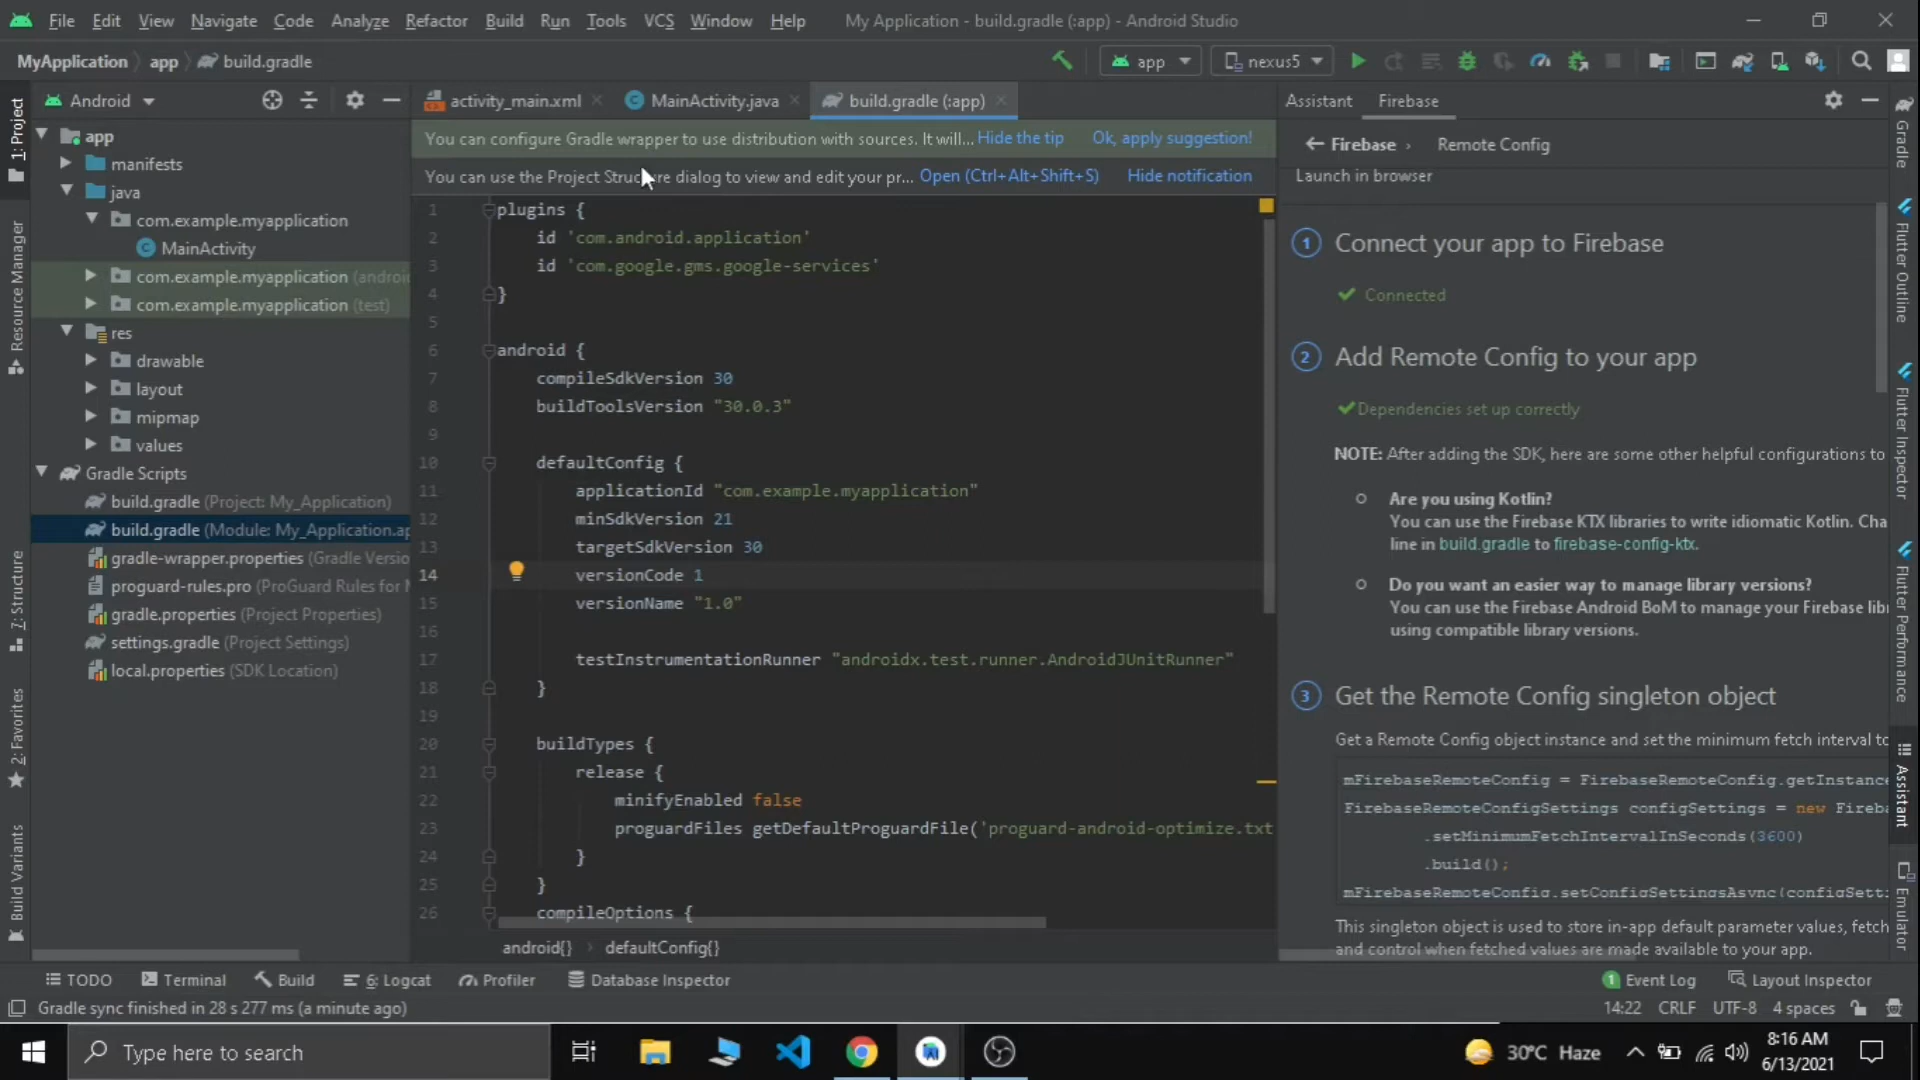 File Edit View Navigate Code Analyze Refactor Build Run Tools VCS Window Help My Application - build.gradle (:app) - Android Studio
MyApplication app build.gradle app nexus5
Android activity_main.xml MainActivity.java build.gradle (:app) Assistant Firebase
1: Project
Resource Manager
7: Structure
2: Favorites
Build Variants
app
manifests
java
com.example.myapplication
MainActivity
com.example.myapplication
com.example.myapplication (test)
res
drawable
layout
mipmap
values
Gradle Scripts
build.gradle (Project: My_Application)
build.gradle (Module: My_Application.ap
gradle-wrapper.properties (Gradle Versio
proguard-rules.pro (ProGuard Rules for
gradle.properties (Project Properties)
settings.gradle (Project Settings)
local.properties (SDK Location)
You can configure Gradle wrapper to use distribution with sources. It will... Hide the tip Ok, apply suggestion!
You can use the Project Structure dialog to view and edit your pr... Open (Ctrl+Alt+Shift+S) Hide notification
1 plugins {
2 id 'com.android.application'
3 id 'com.google.gms.google-services'
4 }
5
6 android {
7 compileSdkVersion 30
8 buildToolsVersion "30.0.3"
9
10 defaultConfig {
11 applicationId "com.example.myapplication"
12 minSdkVersion 21
13 targetSdkVersion 30
14 versionCode 1
15 versionName "1.0"
16
17 testInstrumentationRunner "androidx.test.runner.AndroidJUnitRunner"
18 }
19
20 buildTypes {
21 release {
22 minifyEnabled false
23 proguardFiles getDefaultProguardFile('proguard-android-optimize.txt
24 }
25 }
26 compileOptions {
android{} defaultConfig{}
Firebase › Remote Config
Launch in browser
1 Connect your app to Firebase
Connected
2 Add Remote Config to your app
Dependencies set up correctly
NOTE: After adding the SDK, here are some other helpful configurations to
Are you using Kotlin?
You can use the Firebase KTX libraries to write idiomatic Kotlin. Cha
line in build.gradle to firebase-config-ktx.
Do you want an easier way to manage library versions?
You can use the Firebase Android BoM to manage your Firebase lib
using compatible library versions.
3 Get the Remote Config singleton object
Get a Remote Config object instance and set the minimum fetch interval to
mFirebaseRemoteConfig = FirebaseRemoteConfig.getInstance
FirebaseRemoteConfigSettings configSettings = new Fireba
.setMinimumFetchIntervalInSeconds(3600)
.build();
mFirebaseRemoteConfig.setConfigSettingsAsync(configSetti
This singleton object is used to store in-app default parameter values, fetch
and control when fetched values are made available to your app.
Gradle
Flutter Outline
Flutter Inspector
Flutter Performance
Assistant
Emulator
TODO Terminal Build 6: Logcat Profiler Database Inspector 1 Event Log Layout Inspector
Gradle sync finished in 28 s 277 ms (a minute ago) 14:22 CRLF UTF-8 4 spaces
Type here to search 30°C Haze 8:16 AM
6/13/2021